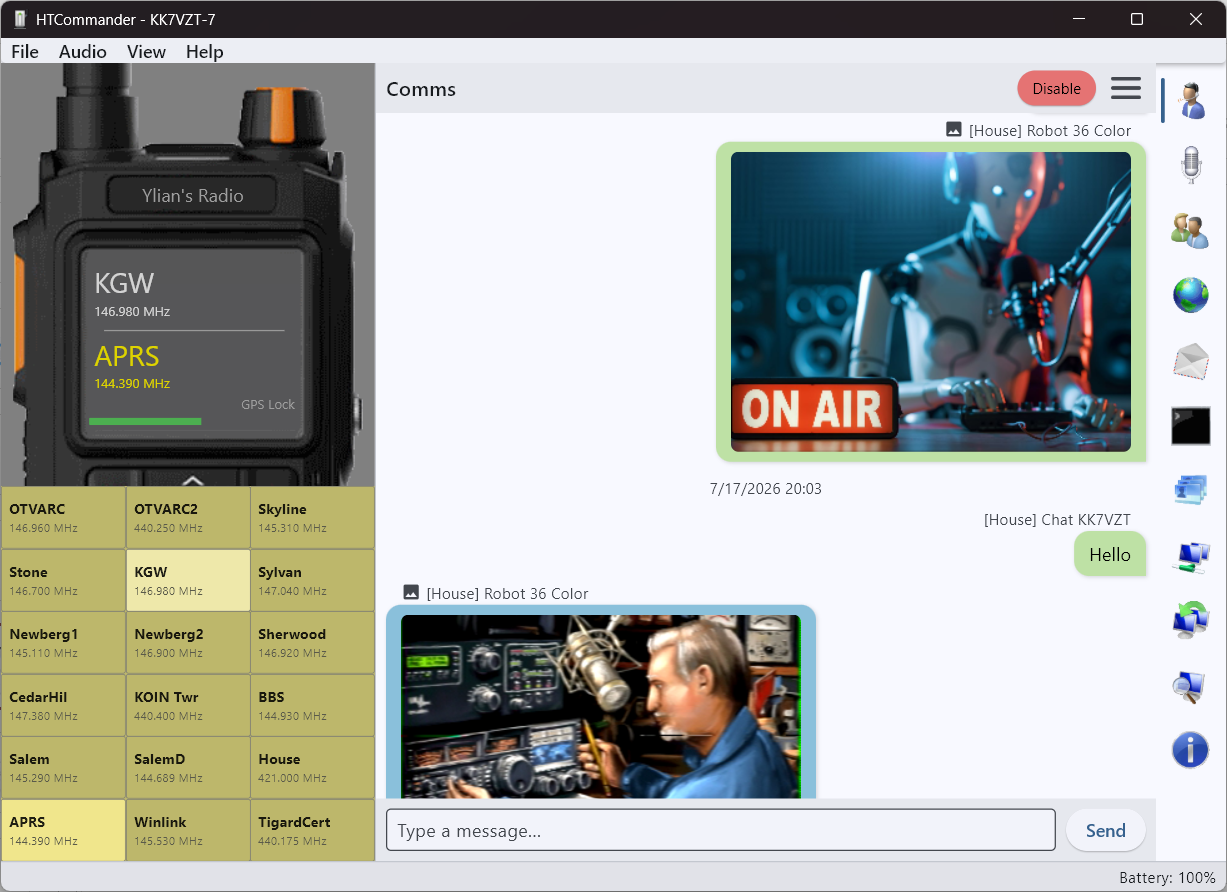 HTCommander - KK7VZT-7
File Audio View Help
Ylian's Radio
KGW
146.980 MHz
APRS
144.390 MHz
GPS Lock
OTVARC
146.960 MHz
OTVARC2
440.250 MHz
Skyline
145.310 MHz
Stone
146.700 MHz
KGW
146.980 MHz
Sylvan
147.040 MHz
Newberg1
145.110 MHz
Newberg2
146.900 MHz
Sherwood
146.920 MHz
CedarHil
147.380 MHz
KOIN Twr
440.400 MHz
BBS
144.930 MHz
Salem
145.290 MHz
SalemD
144.689 MHz
House
421.000 MHz
APRS
144.390 MHz
Winlink
145.530 MHz
TigardCert
440.175 MHz
Comms
Disable
[House] Robot 36 Color
ON AIR
7/17/2026 20:03
[House] Chat KK7VZT
Hello
[House] Robot 36 Color
Type a message...
Send
Battery: 100%